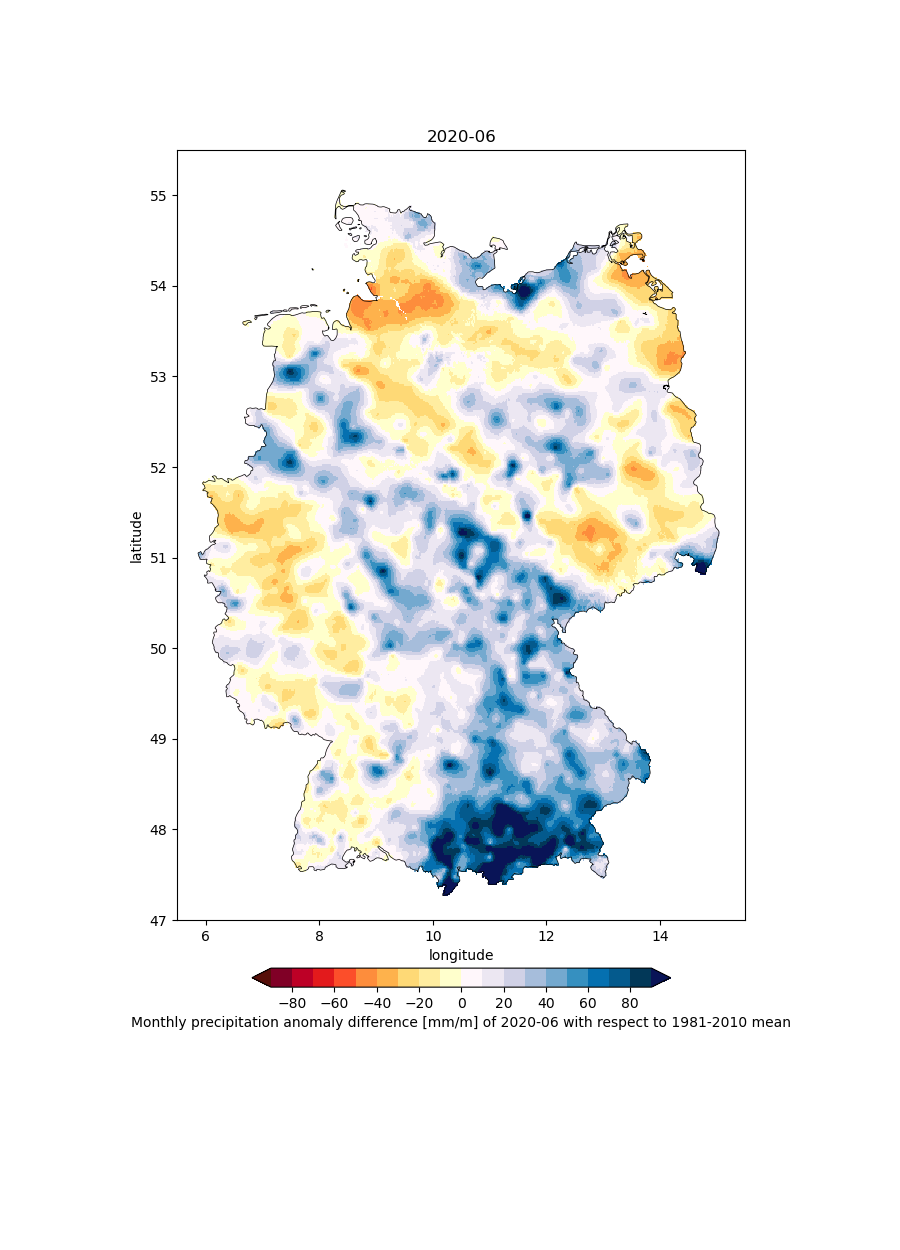 2020-06
55
54
53
52
51
50
49
48
47
latitude
6 8 10 12 14
longitude
−80 −60 −40 −20 0 20 40 60 80
Monthly precipitation anomaly difference [mm/m] of 2020-06 with respect to 1981-2010 mean